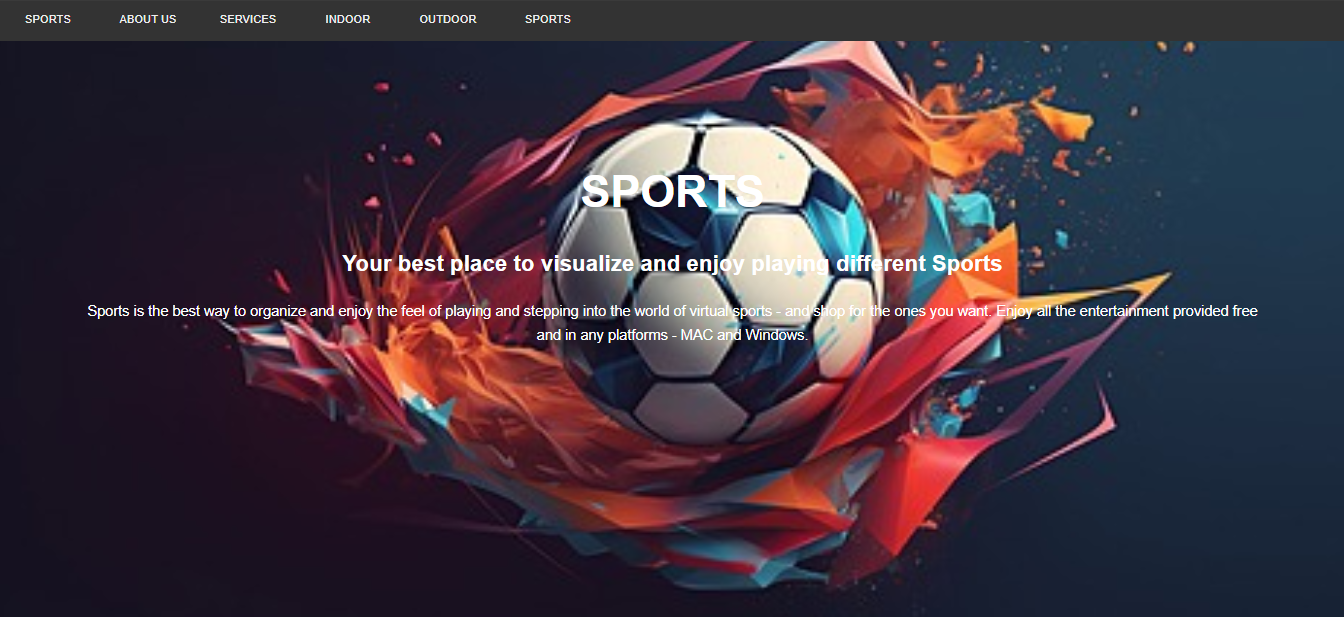 SPORTS ABOUT US SERVICES INDOOR OUTDOOR SPORTS
SPORTS
Your best place to visualize and enjoy playing different Sports
Sports is the best way to organize and enjoy the feel of playing and stepping into the world of virtual sports - and shop for the ones you want. Enjoy all the entertainment provided free
and in any platforms - MAC and Windows.